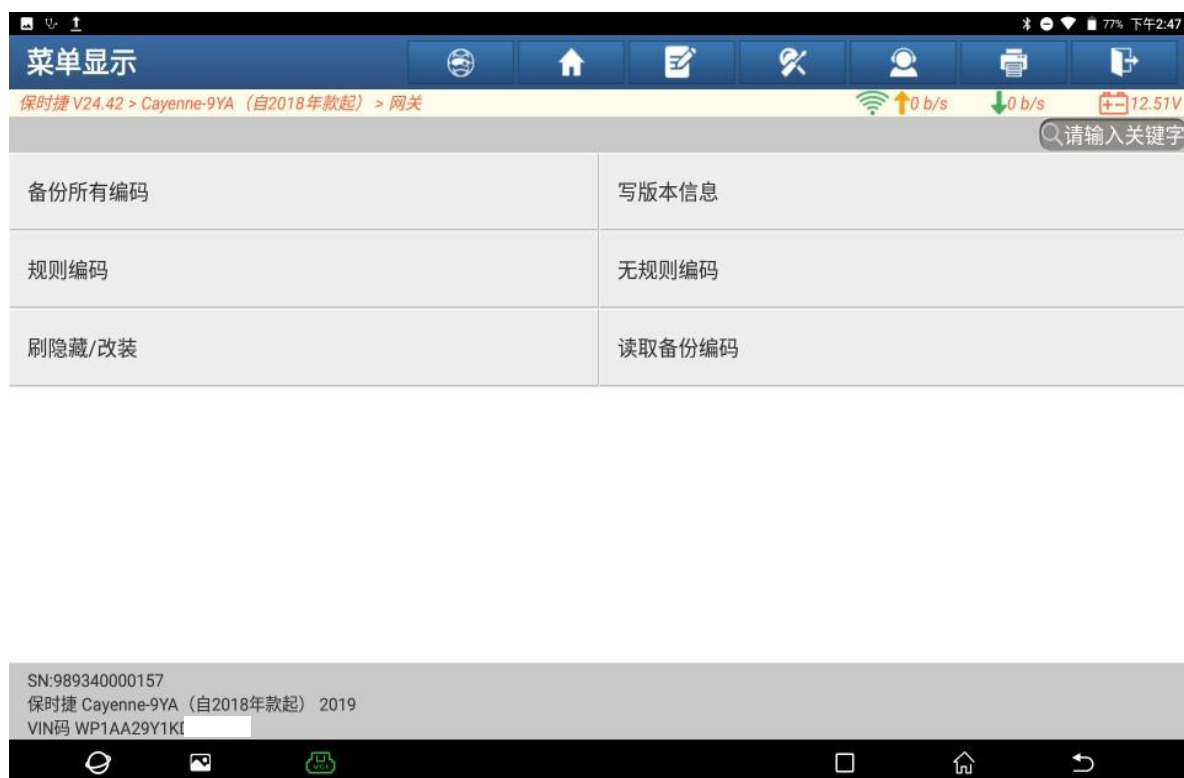 77% 下午2:47
菜单显示
保时捷 V24.42 > Cayenne-9YA （自2018年款起） > 网关
0 b/s
0 b/s
12.51V
请输入关键字
备份所有编码
写版本信息
规则编码
无规则编码
刷隐藏/改装
读取备份编码
SN:989340000157
保时捷 Cayenne-9YA（自2018年款起） 2019
VIN码 WP1AA29Y1K
VCI